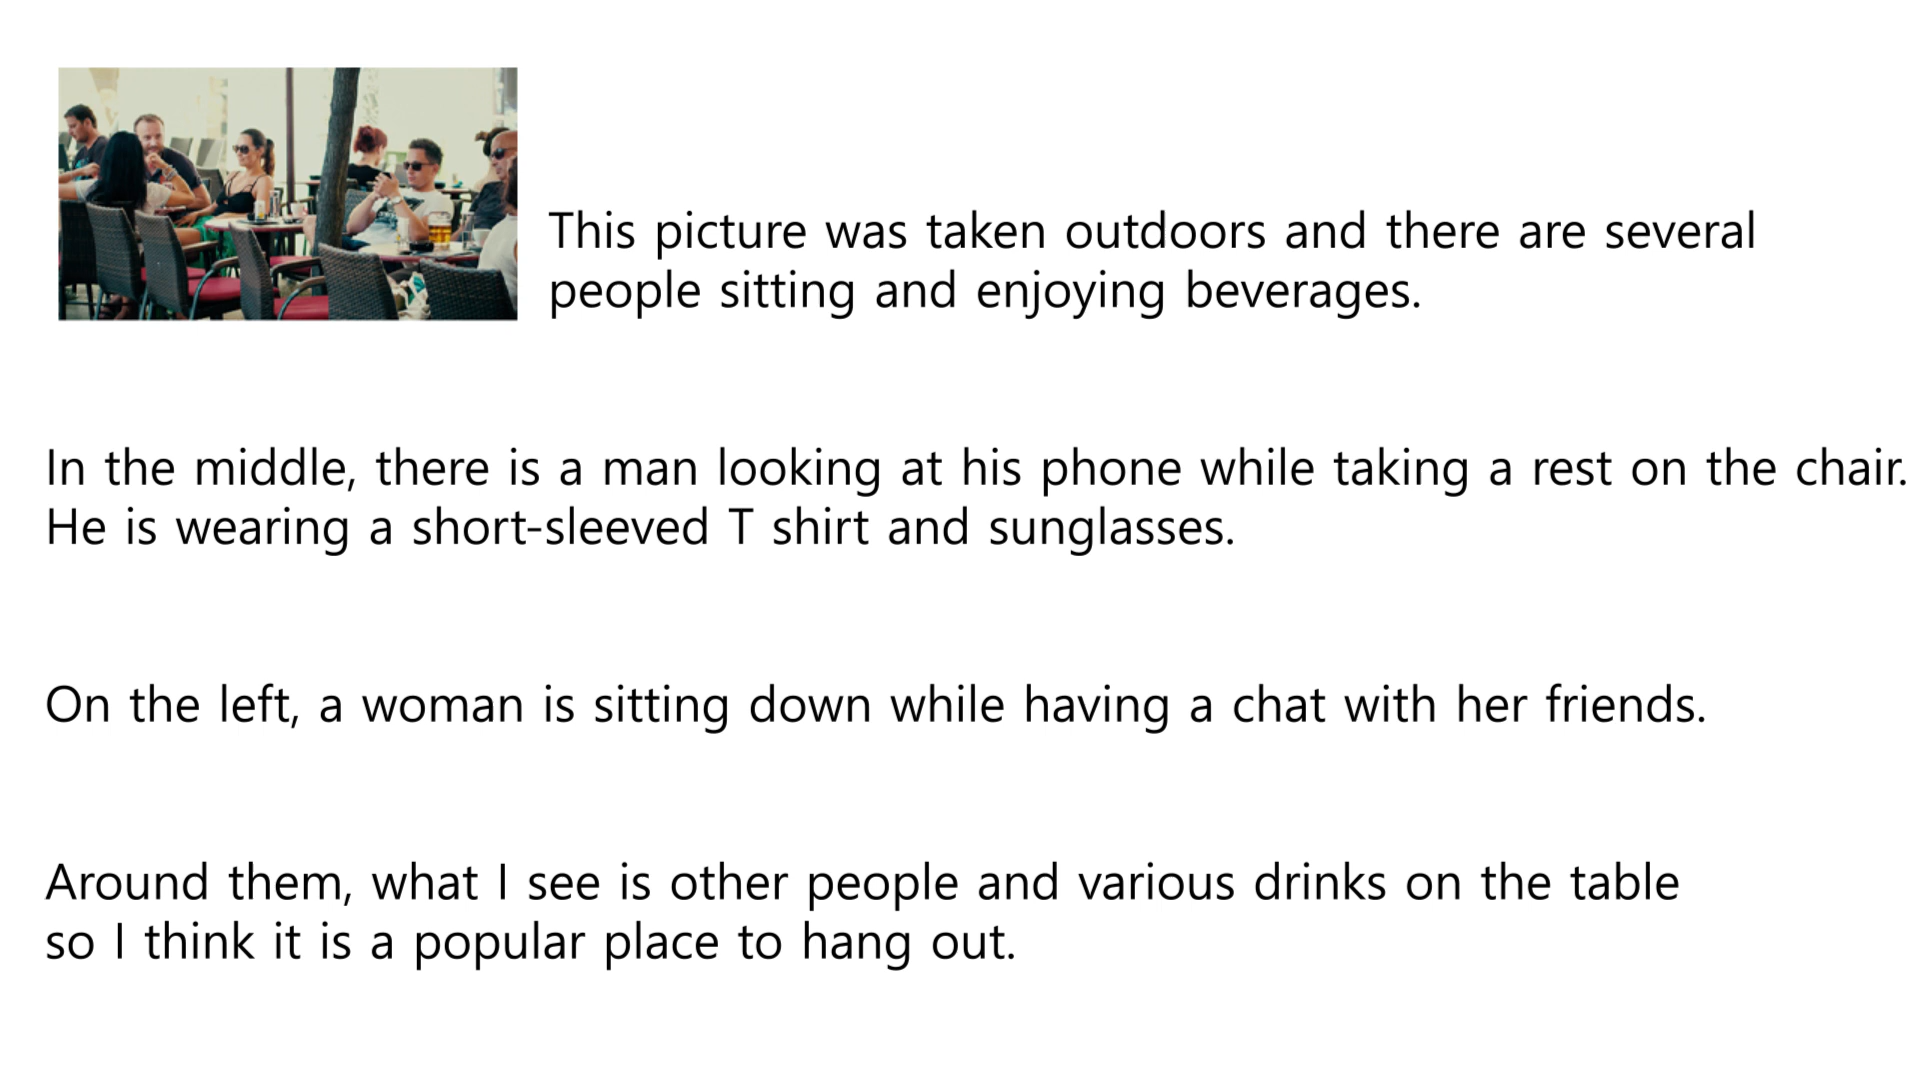 This picture was taken outdoors and there are several
people sitting and enjoying beverages.
In the middle, there is a man looking at his phone while taking a rest on the chair.
He is wearing a short-sleeved T shirt and sunglasses.
On the left, a woman is sitting down while having a chat with her friends.
Around them, what I see is other people and various drinks on the table
so I think it is a popular place to hang out.